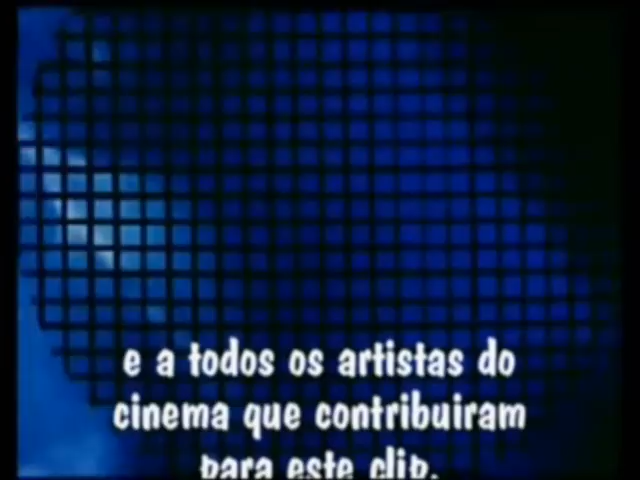 e a todos os artistas do
cinema que contribuiram
para este clip.